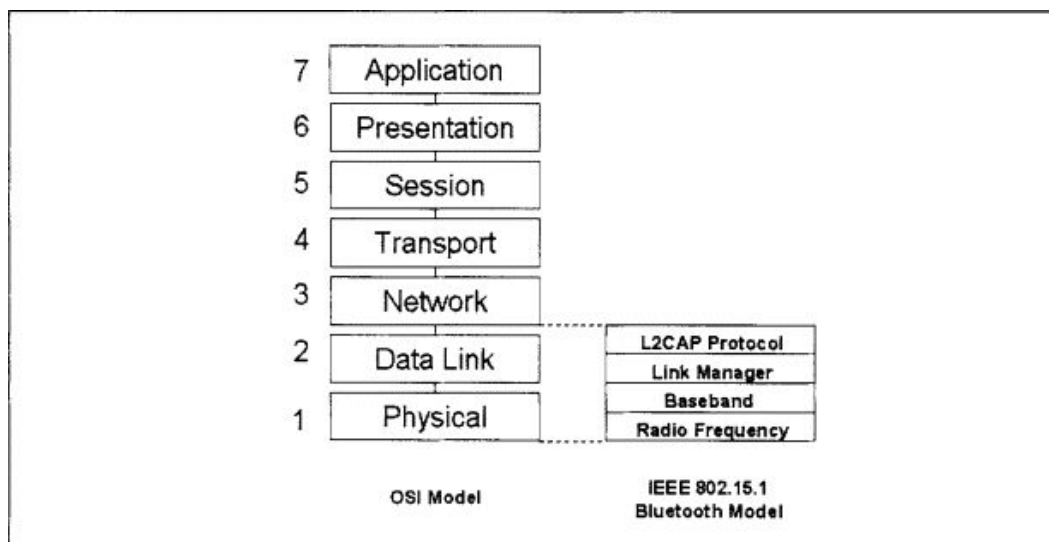 7 Application
6 Presentation
5 Session
4 Transport
3 Network
2 Data Link
1 Physical
L2CAP Protocol
Link Manager
Baseband
Radio Frequency
OSI Model
IEEE 802.15.1
Bluetooth Model